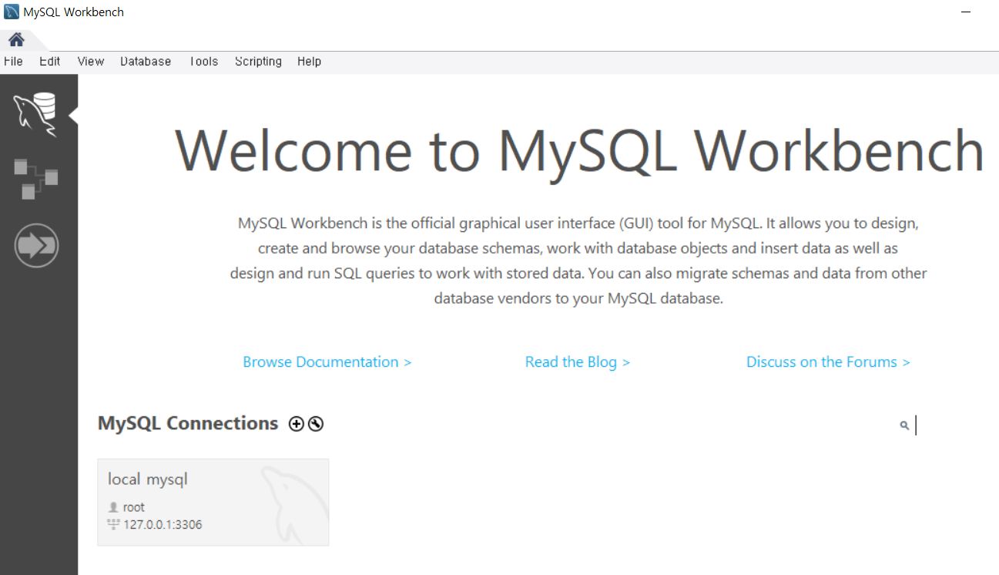 MySQL Workbench
File Edit View Database Tools Scripting Help
Welcome to MySQL Workbench
MySQL Workbench is the official graphical user interface (GUI) tool for MySQL. It allows you to design,
create and browse your database schemas, work with database objects and insert data as well as
design and run SQL queries to work with stored data. You can also migrate schemas and data from other
database vendors to your MySQL database.
Browse Documentation > Read the Blog > Discuss on the Forums >
MySQL Connections
local mysql
root
127.0.0.1:3306